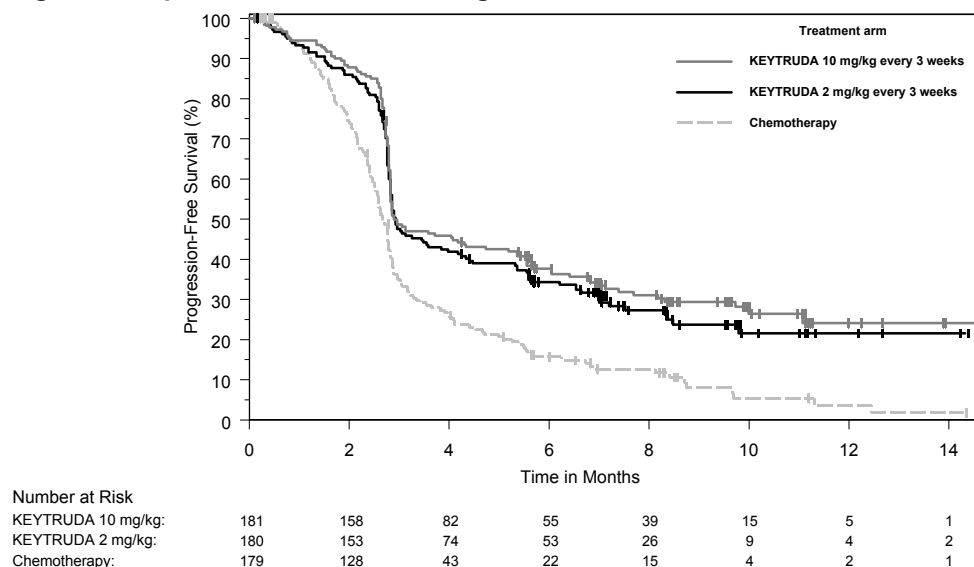 Treatment arm
KEYTRUDA 10 mg/kg every 3 weeks
KEYTRUDA 2 mg/kg every 3 weeks
Chemotherapy
Progression-Free Survival (%)
100
90
80
70
60
50
40
30
20
10
0
0 2 4 6 8 10 12 14
Time in Months
Number at Risk
KEYTRUDA 10 mg/kg: 181 158 82 55 39 15 5 1
KEYTRUDA 2 mg/kg: 180 153 74 53 26 9 4 2
Chemotherapy: 179 128 43 22 15 4 2 1